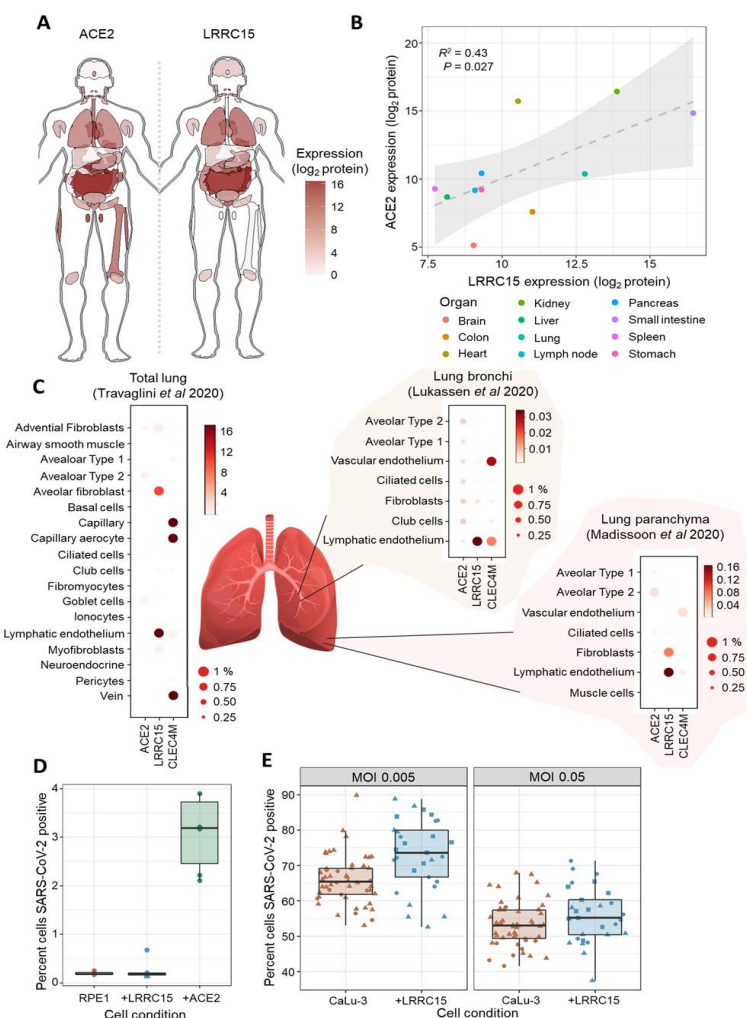 A
ACE2
LRRC15
Expression
(log2 protein)
16
12
8
4
0
B
R² = 0.43
P = 0.027
ACE2 expression (log2 protein)
20
15
10
5
7.5
10
12.5
15
LRRC15 expression (log2 protein)
Organ
Brain
Colon
Heart
Kidney
Liver
Lung
Lymph node
Pancreas
Small intestine
Spleen
Stomach
C
Total lung
(Travaglini et al 2020)
Advential Fibroblasts
Airway smooth muscle
Avealoar Type 1
Avealoar Type 2
Aveolar fibroblast
Basal cells
Capillary
Capillary aerocyte
Ciliated cells
Club cells
Fibromyocytes
Goblet cells
Ionocytes
Lymphatic endothelium
Myofibroblasts
Neuroendocrine
Pericytes
Vein
ACE2
LRRC15
CLEC4M
16
12
8
4
1 %
0.75
0.50
0.25
Lung bronchi
(Lukassen et al 2020)
Aveolar Type 2
Aveolar Type 1
Vascular endothelium
Ciliated cells
Fibroblasts
Club cells
Lymphatic endothelium
ACE2
LRRC15
CLEC4M
0.03
0.02
0.01
1 %
0.75
0.50
0.25
Lung paranchyma
(Madissoon et al 2020)
Aveolar Type 1
Aveolar Type 2
Vascular endothelium
Ciliated cells
Fibroblasts
Lymphatic endothelium
Muscle cells
ACE2
LRRC15
CLEC4M
0.16
0.12
0.08
0.04
1 %
0.75
0.50
0.25
D
Percent cells SARS-CoV-2 positive
4
3
2
1
0
RPE1
+LRRC15
+ACE2
Cell condition
E
MOI 0.005
MOI 0.05
Percent cells SARS-CoV-2 positive
90
80
70
60
50
40
CaLu-3
+LRRC15
CaLu-3
+LRRC15
Cell condition